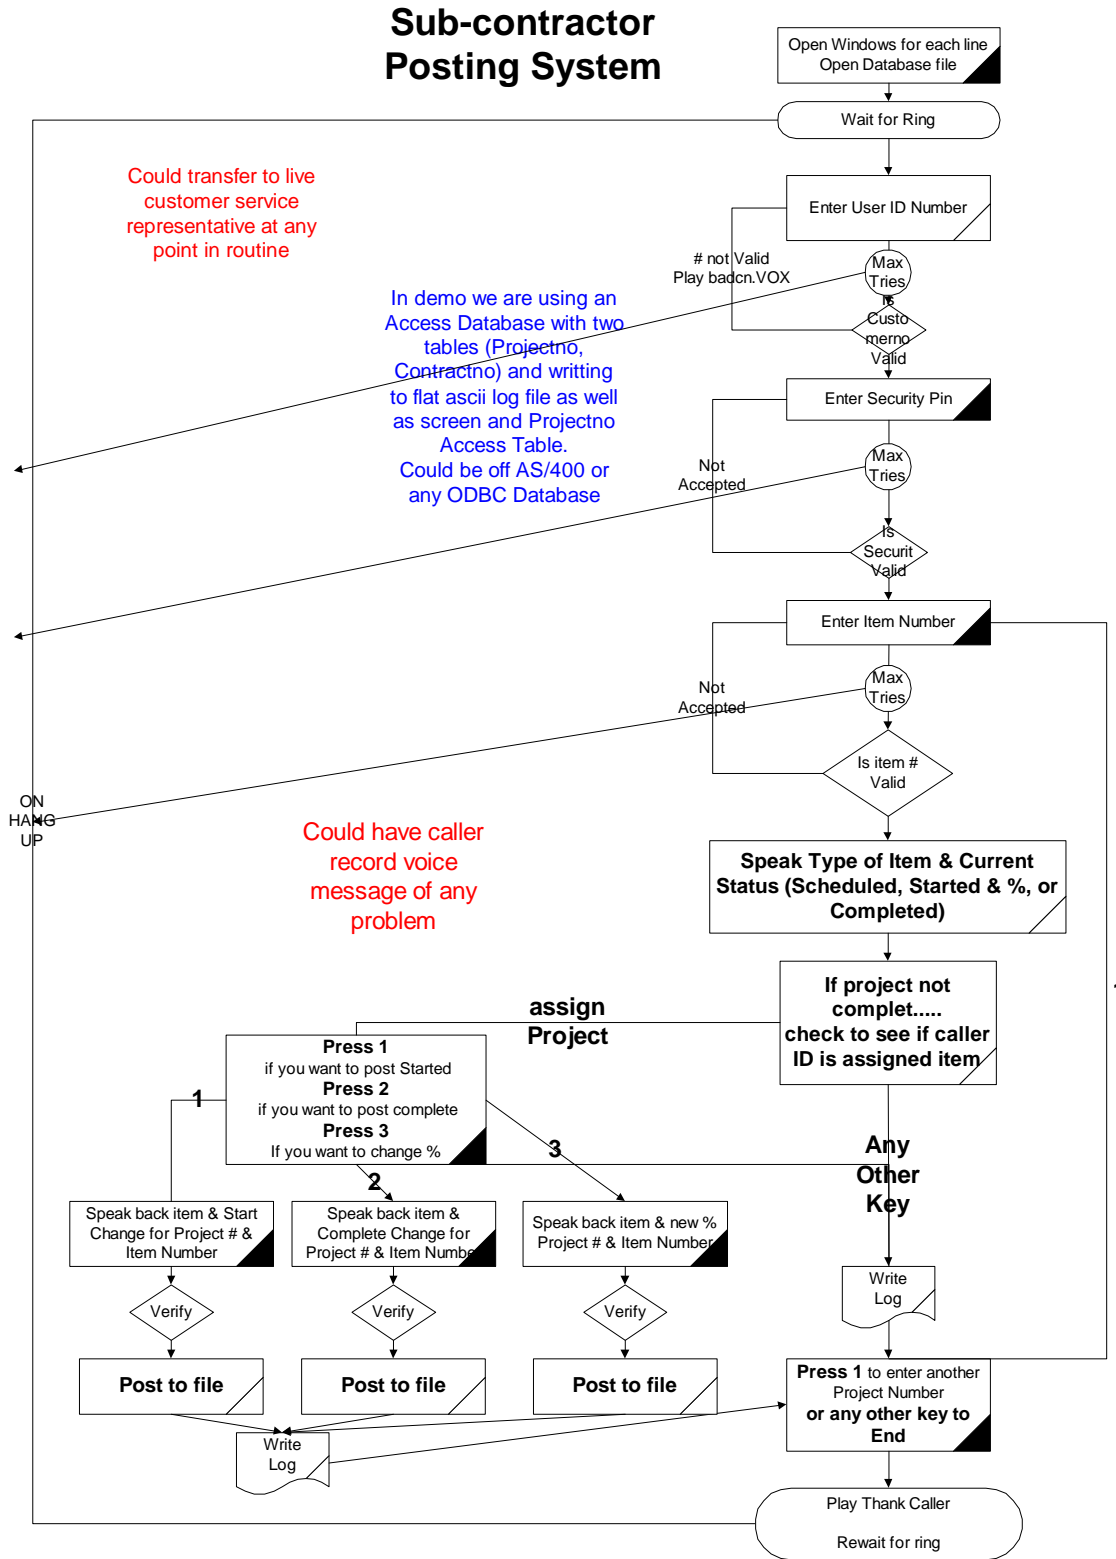 Sub-contractor
Posting System
Open Windows for each line
Open Database file
Wait for Ring
Could transfer to live
customer service
representative at any
point in routine
Enter User ID Number
# not Valid
Play badcn.VOX
Max
Tries
Is
Custo
merno
Valid
In demo we are using an
Access Database with two
tables (Projectno,
Contractno) and writting
to flat ascii log file as well
as screen and Projectno
Access Table.
Could be off AS/400 or
any ODBC Database
Enter Security Pin
Not
Accepted
Max
Tries
Is
Securit
Valid
Enter Item Number
Not
Accepted
Max
Tries
Is item #
Valid
ON
HANG
UP
Could have caller
record voice
message of any
problem
Speak Type of Item & Current
Status (Scheduled, Started & %, or
Completed)
If project not
complet.....
check to see if caller
ID is assigned item
assign
Project
Press 1
if you want to post Started
Press 2
if you want to post complete
Press 3
If you want to change %
1
2
3
Any
Other
Key
Speak back item & Start
Change for Project # &
Item Number
Speak back item &
Complete Change for
Project # & Item Numbe
Speak back item & new %
Project # & Item Number
Verify
Verify
Verify
Write
Log
Post to file
Post to file
Post to file
Press 1 to enter another
Project Number
or any other key to
End
Write
Log
Play Thank Caller
Rewait for ring